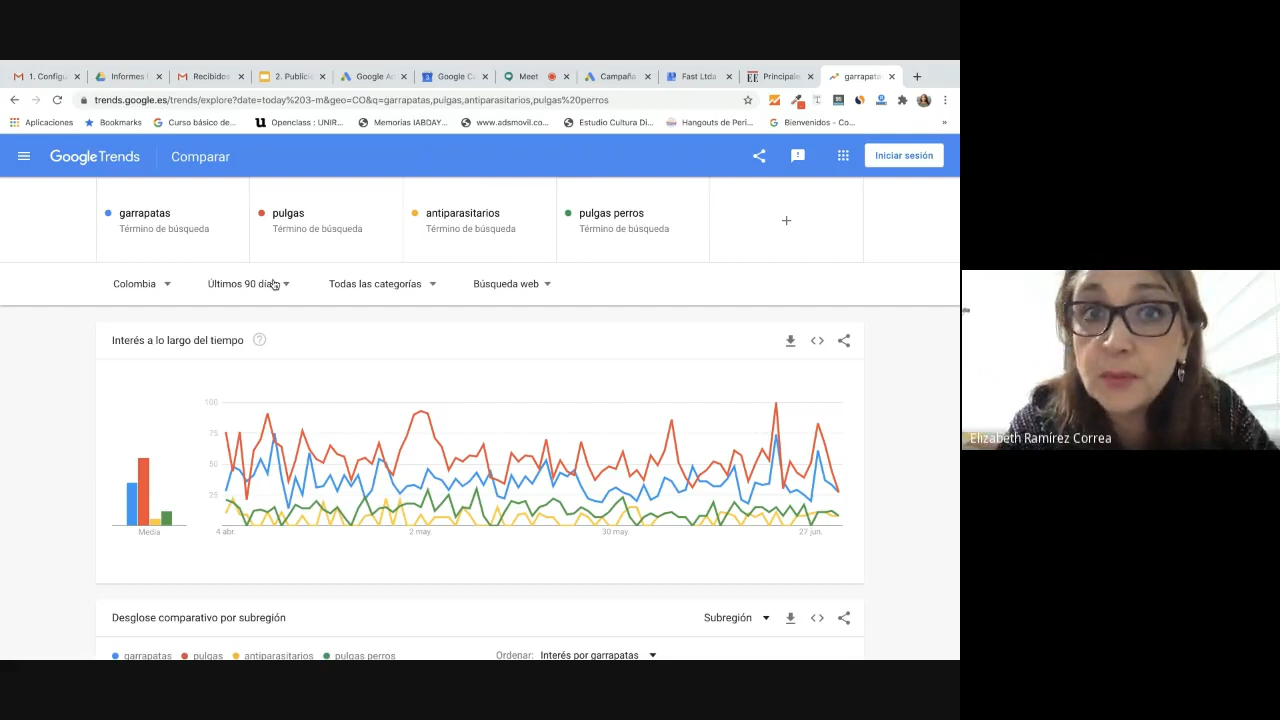 1. Configu
Informes
Recibidos
2. Publici
Google Ad
Google C
Meet
Campaña
Fast Ltda
Principale
garrapata
trends.google.es/trends/explore?date=today%203-m&geo=CO&q=garrapatas,pulgas,antiparasitarios,pulgas%20perros
Aplicaciones
Bookmarks
Curso básico de...
Openclass : UNIR...
Memorias IABDAY...
www.adsmovil.co...
Estudio Cultura Di...
Hangouts de Peri...
Bienvenidos - Co...
»
Google Trends
Comparar
Iniciar sesión
garrapatas
Término de búsqueda
pulgas
Término de búsqueda
antiparasitarios
Término de búsqueda
pulgas perros
Término de búsqueda
Colombia
Últimos 90 días
Todas las categorías
Búsqueda web
Interés a lo largo del tiempo
100
75
50
25
Media
4 abr.
2 may.
30 may.
27 jun.
Elizabeth Ramírez Correa
Desglose comparativo por subregión
Subregión
garrapatas
pulgas
antiparasitarios
pulgas perros
Ordenar: Interés por garrapatas